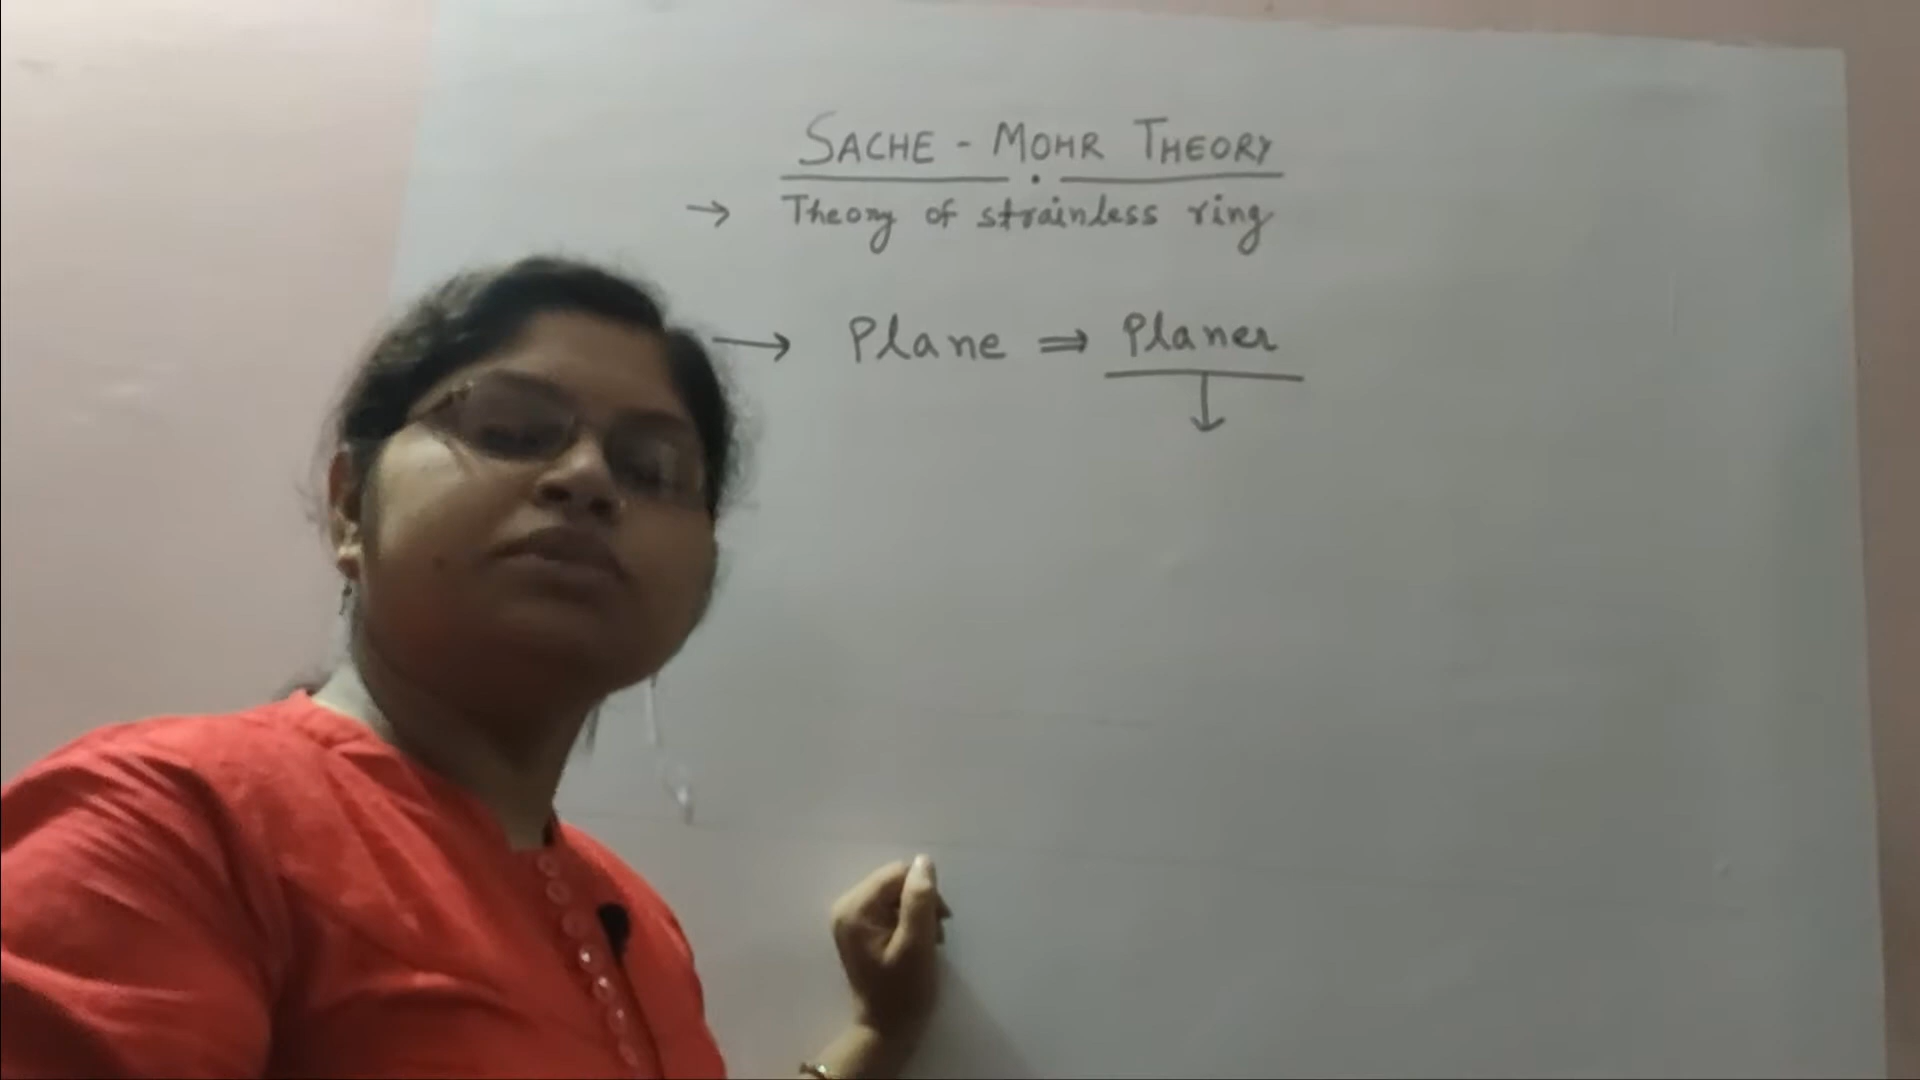 SACHE - MOHR THEORY
→ Theory of strainless ring
→ Plane ⇒ Planer
↓